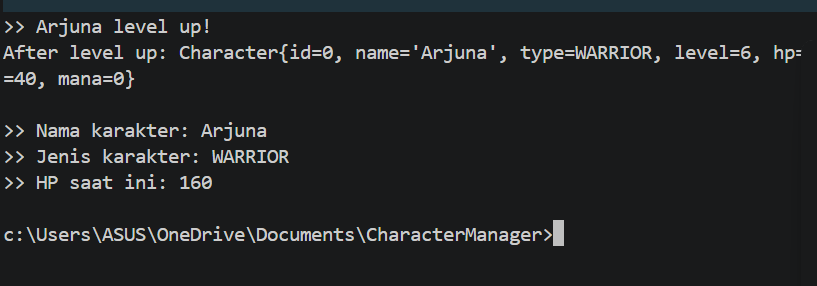 >> Arjuna level up!
After level up: Character{id=0, name='Arjuna', type=WARRIOR, level=6, hp=
=40, mana=0}
>> Nama karakter: Arjuna
>> Jenis karakter: WARRIOR
>> HP saat ini: 160
c:\Users\ASUS\OneDrive\Documents\CharacterManager>